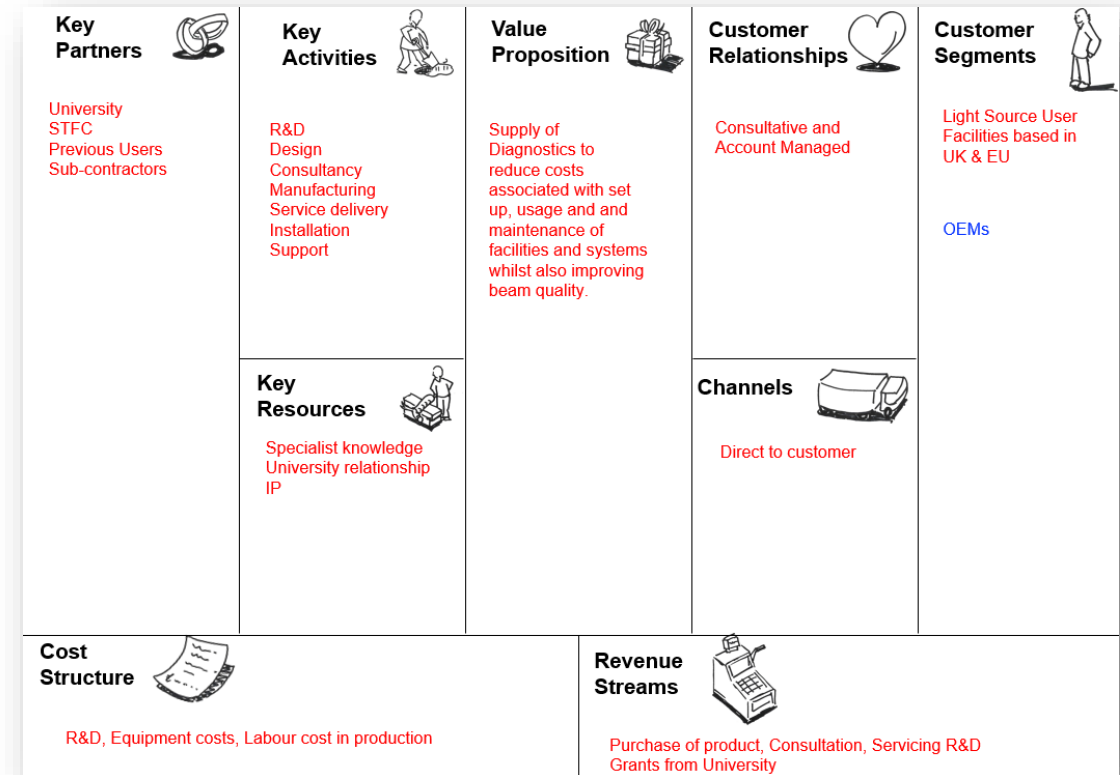 Key
Partners
University
STFC
Previous Users
Sub-contractors
Key
Activities
R&D
Design
Consultancy
Manufacturing
Service delivery
Installation
Support
Key
Resources
Specialist knowledge
University relationship
IP
Value
Proposition
Supply of
Diagnostics to
reduce costs
associated with set
up, usage and and
maintenance of
facilities and systems
whilst also improving
beam quality.
Customer
Relationships
Consultative and
Account Managed
Channels
Direct to customer
Customer
Segments
Light Source User
Facilities based in
UK & EU
OEMs
Cost
Structure
R&D, Equipment costs, Labour cost in production
Revenue
Streams
Purchase of product, Consultation, Servicing R&D
Grants from University